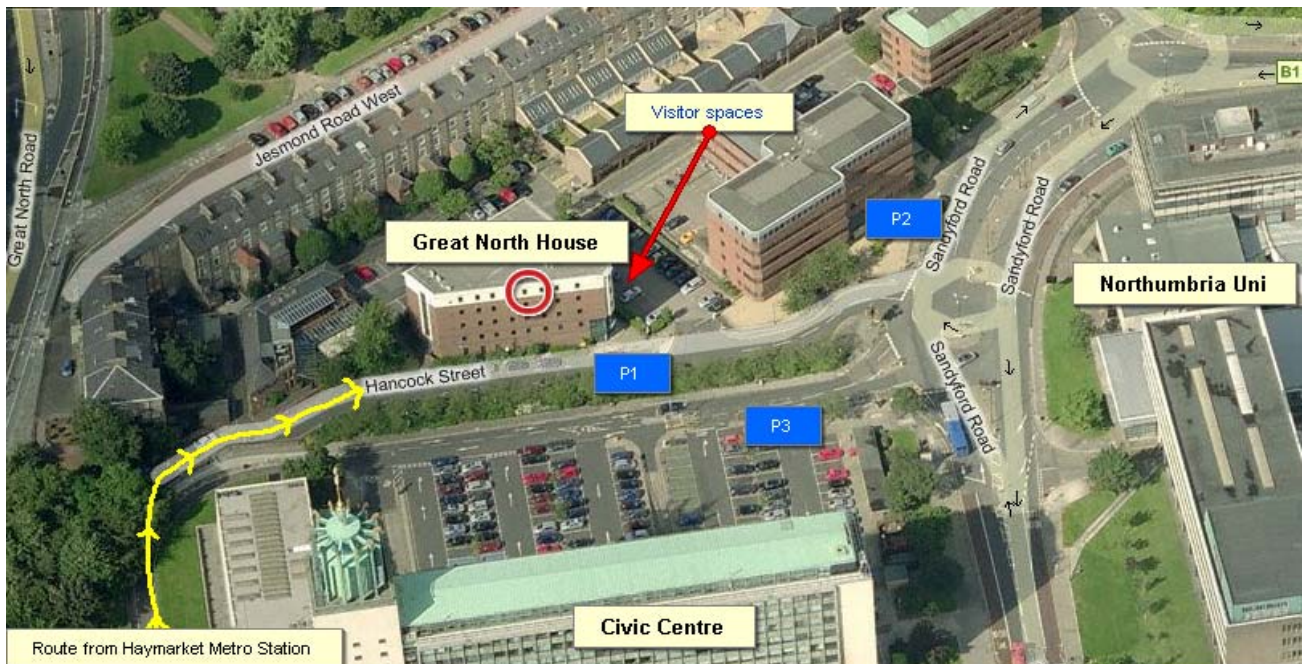 B1
Great North Road
Jesmond Road West
Visitor spaces
P2
Sandyford Road
Sandyford Road
Great North House
Northumbria Uni
Hancock Street
P1
Sandyford Road
P3
Civic Centre
Route from Haymarket Metro Station